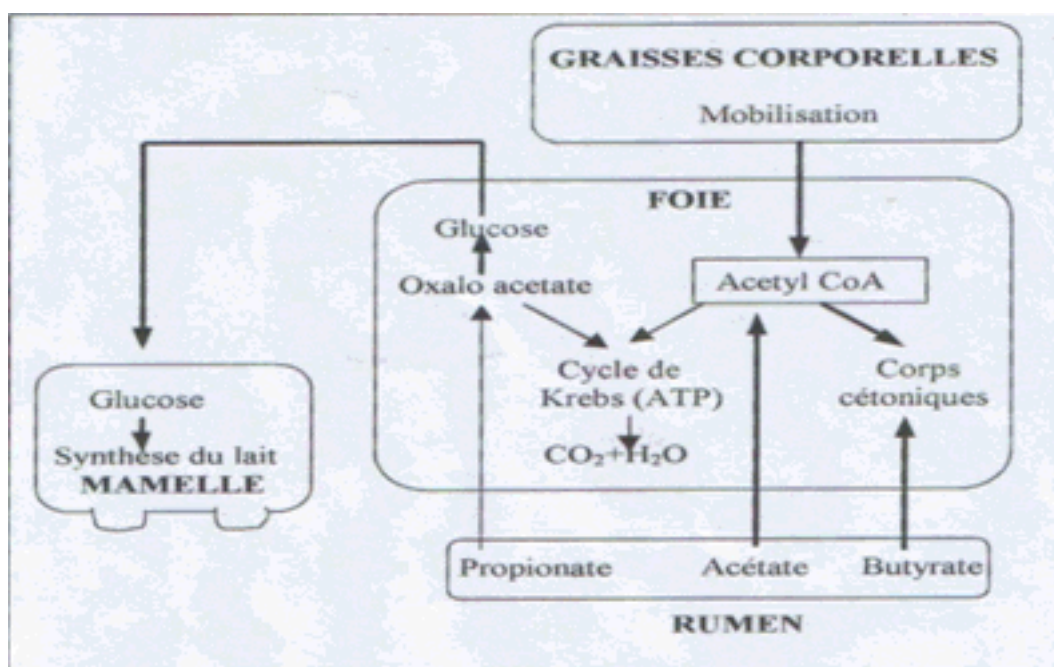 GRAISSES CORPORELLES
Mobilisation
FOIE
Glucose
Oxalo acetate
Acetyl CoA
Cycle de
Krebs (ATP)
CO₂+H₂O
Corps
cétoniques
Glucose
Synthèse du lait
MAMELLE
Propionate
Acétate
Butyrate
RUMEN